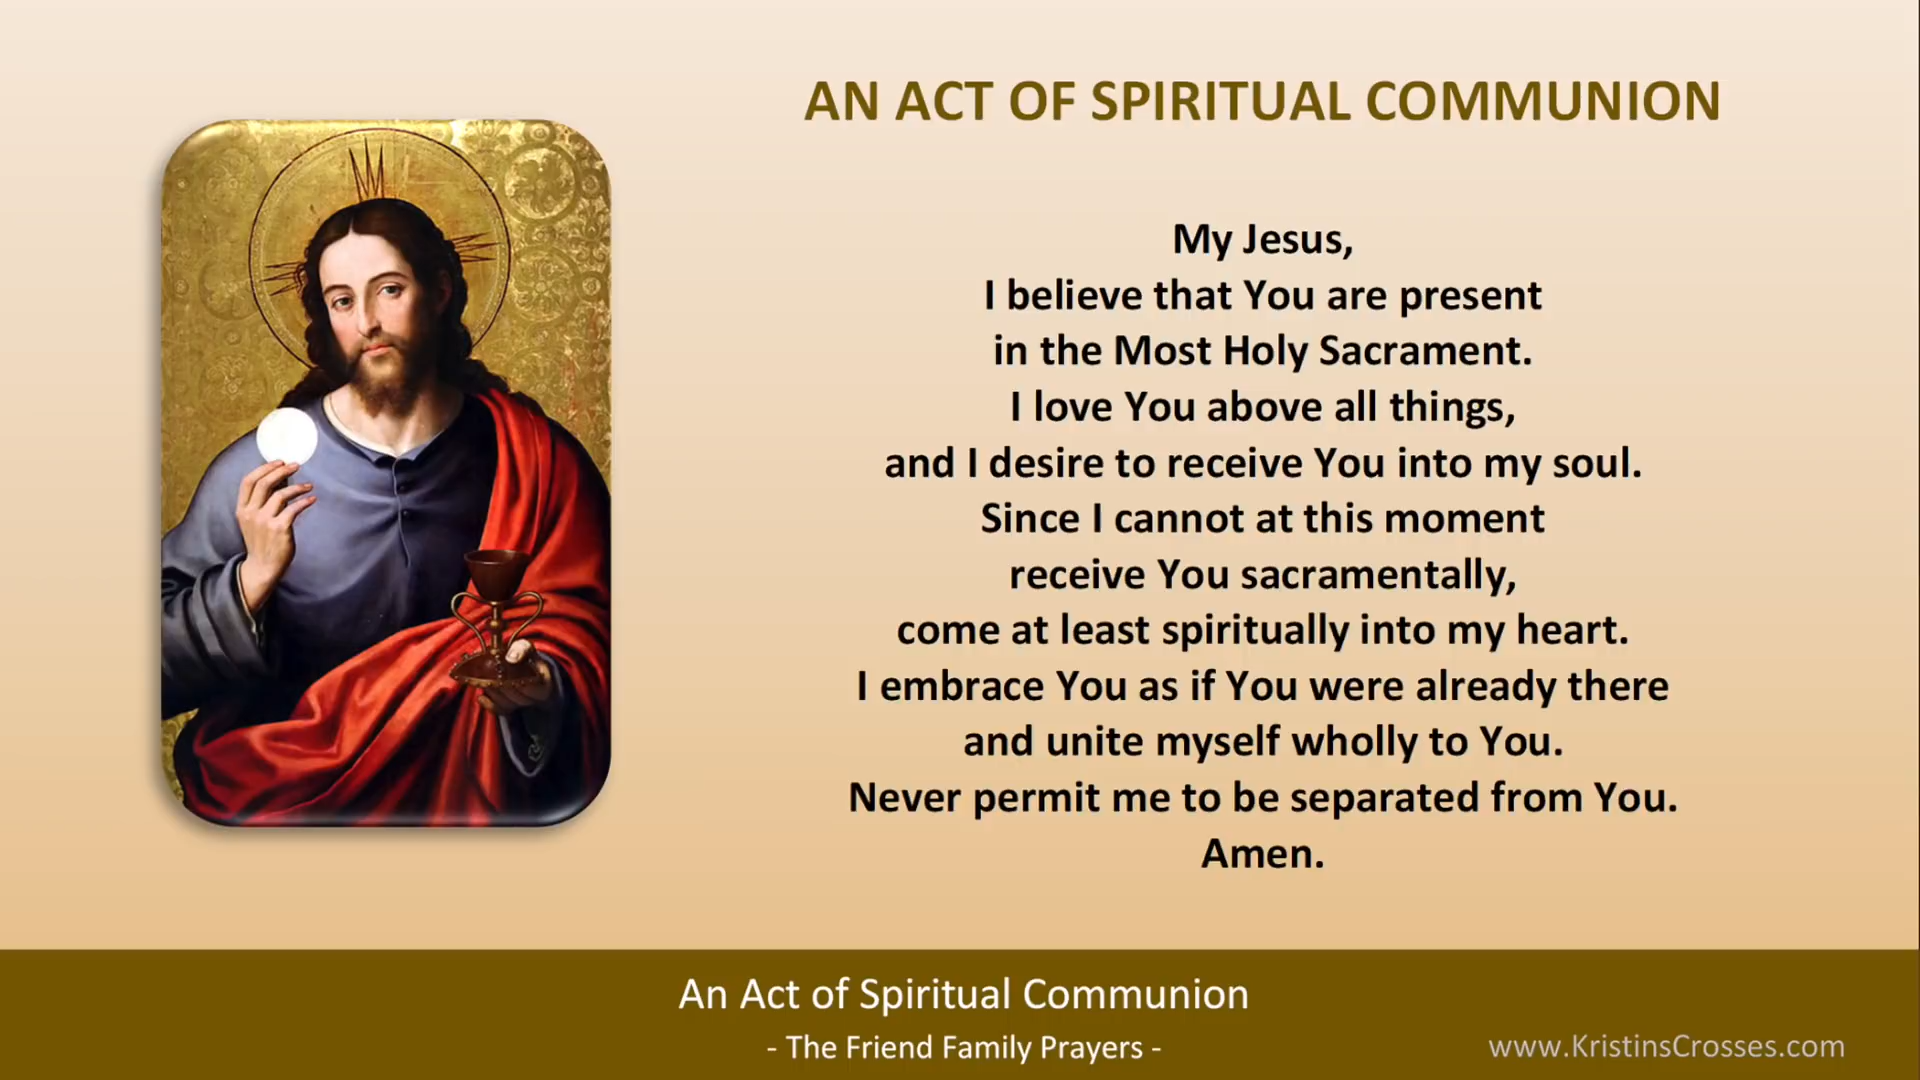 AN ACT OF SPIRITUAL COMMUNION
My Jesus,
I believe that You are present
in the Most Holy Sacrament.
I love You above all things,
and I desire to receive You into my soul.
Since I cannot at this moment
receive You sacramentally,
come at least spiritually into my heart.
I embrace You as if You were already there
and unite myself wholly to You.
Never permit me to be separated from You.
Amen.
An Act of Spiritual Communion
- The Friend Family Prayers -
www.KristinsCrosses.com